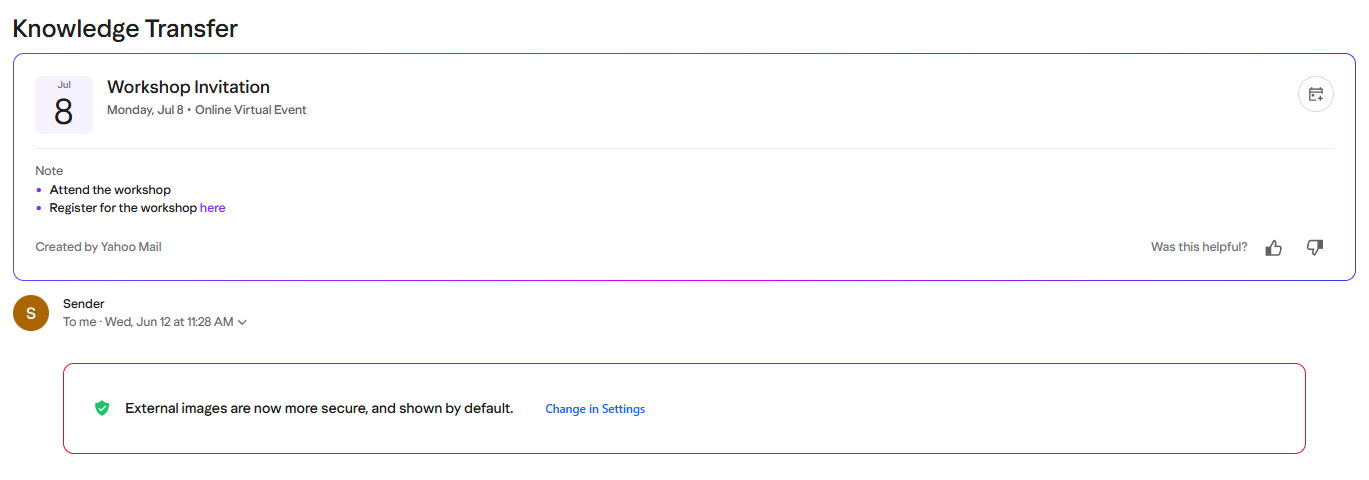 Knowledge Transfer
Jul
8
Workshop Invitation
Monday, Jul 8 • Online Virtual Event
Note
• Attend the workshop
• Register for the workshop here
Created by Yahoo Mail
Was this helpful?
S
Sender
To me · Wed, Jun 12 at 11:28 AM
External images are now more secure, and shown by default.
Change in Settings